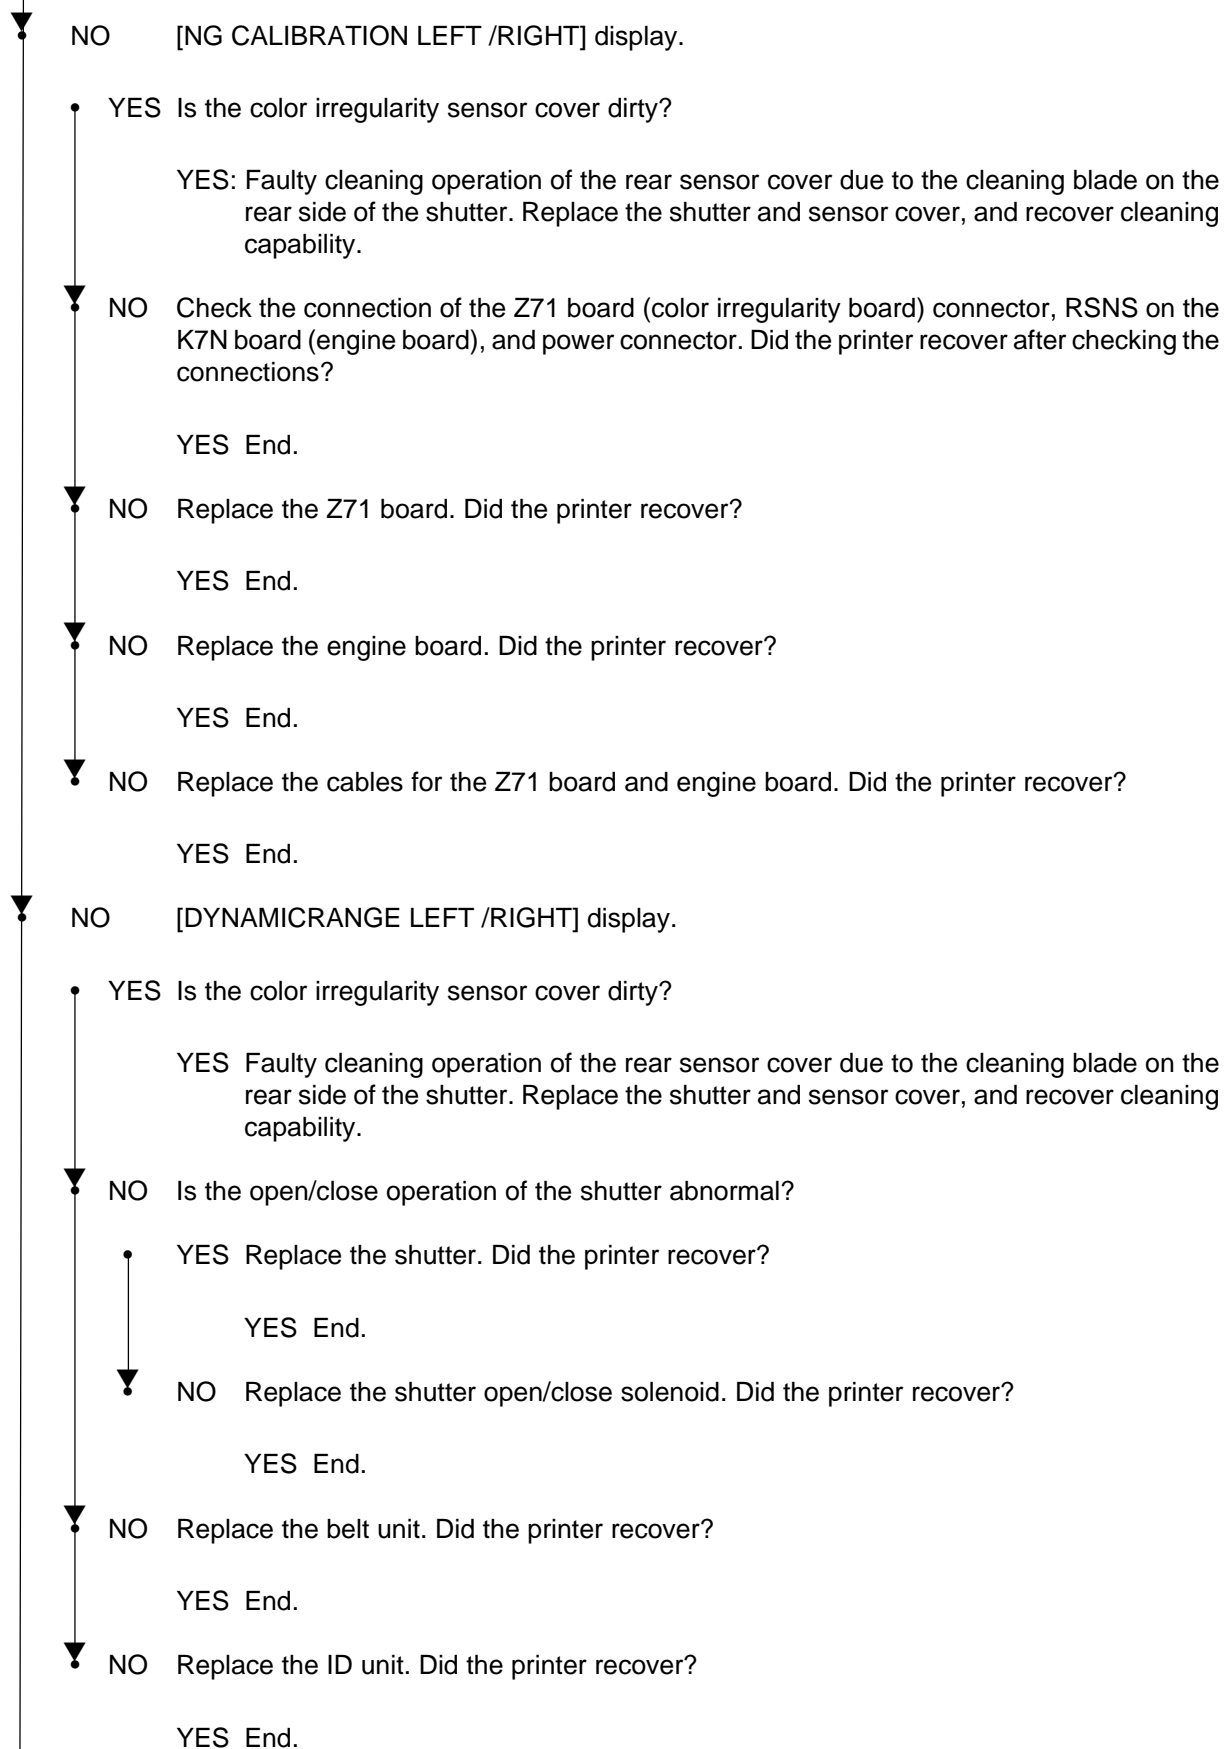 NO [NG CALIBRATION LEFT /RIGHT] display.
YES Is the color irregularity sensor cover dirty?
YES: Faulty cleaning operation of the rear sensor cover due to the cleaning blade on the
rear side of the shutter. Replace the shutter and sensor cover, and recover cleaning
capability.
NO Check the connection of the Z71 board (color irregularity board) connector, RSNS on the
K7N board (engine board), and power connector. Did the printer recover after checking the
connections?
YES End.
NO Replace the Z71 board. Did the printer recover?
YES End.
NO Replace the engine board. Did the printer recover?
YES End.
NO Replace the cables for the Z71 board and engine board. Did the printer recover?
YES End.
NO [DYNAMICRANGE LEFT /RIGHT] display.
YES Is the color irregularity sensor cover dirty?
YES Faulty cleaning operation of the rear sensor cover due to the cleaning blade on the
rear side of the shutter. Replace the shutter and sensor cover, and recover cleaning
capability.
NO Is the open/close operation of the shutter abnormal?
YES Replace the shutter. Did the printer recover?
YES End.
NO Replace the shutter open/close solenoid. Did the printer recover?
YES End.
NO Replace the belt unit. Did the printer recover?
YES End.
NO Replace the ID unit. Did the printer recover?
YES End.